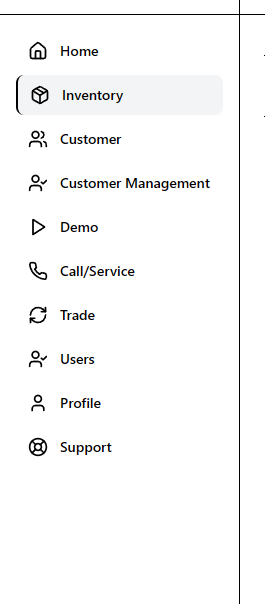 Home
Inventory
Customer
Customer Management
Demo
Call/Service
Trade
Users
Profile
Support